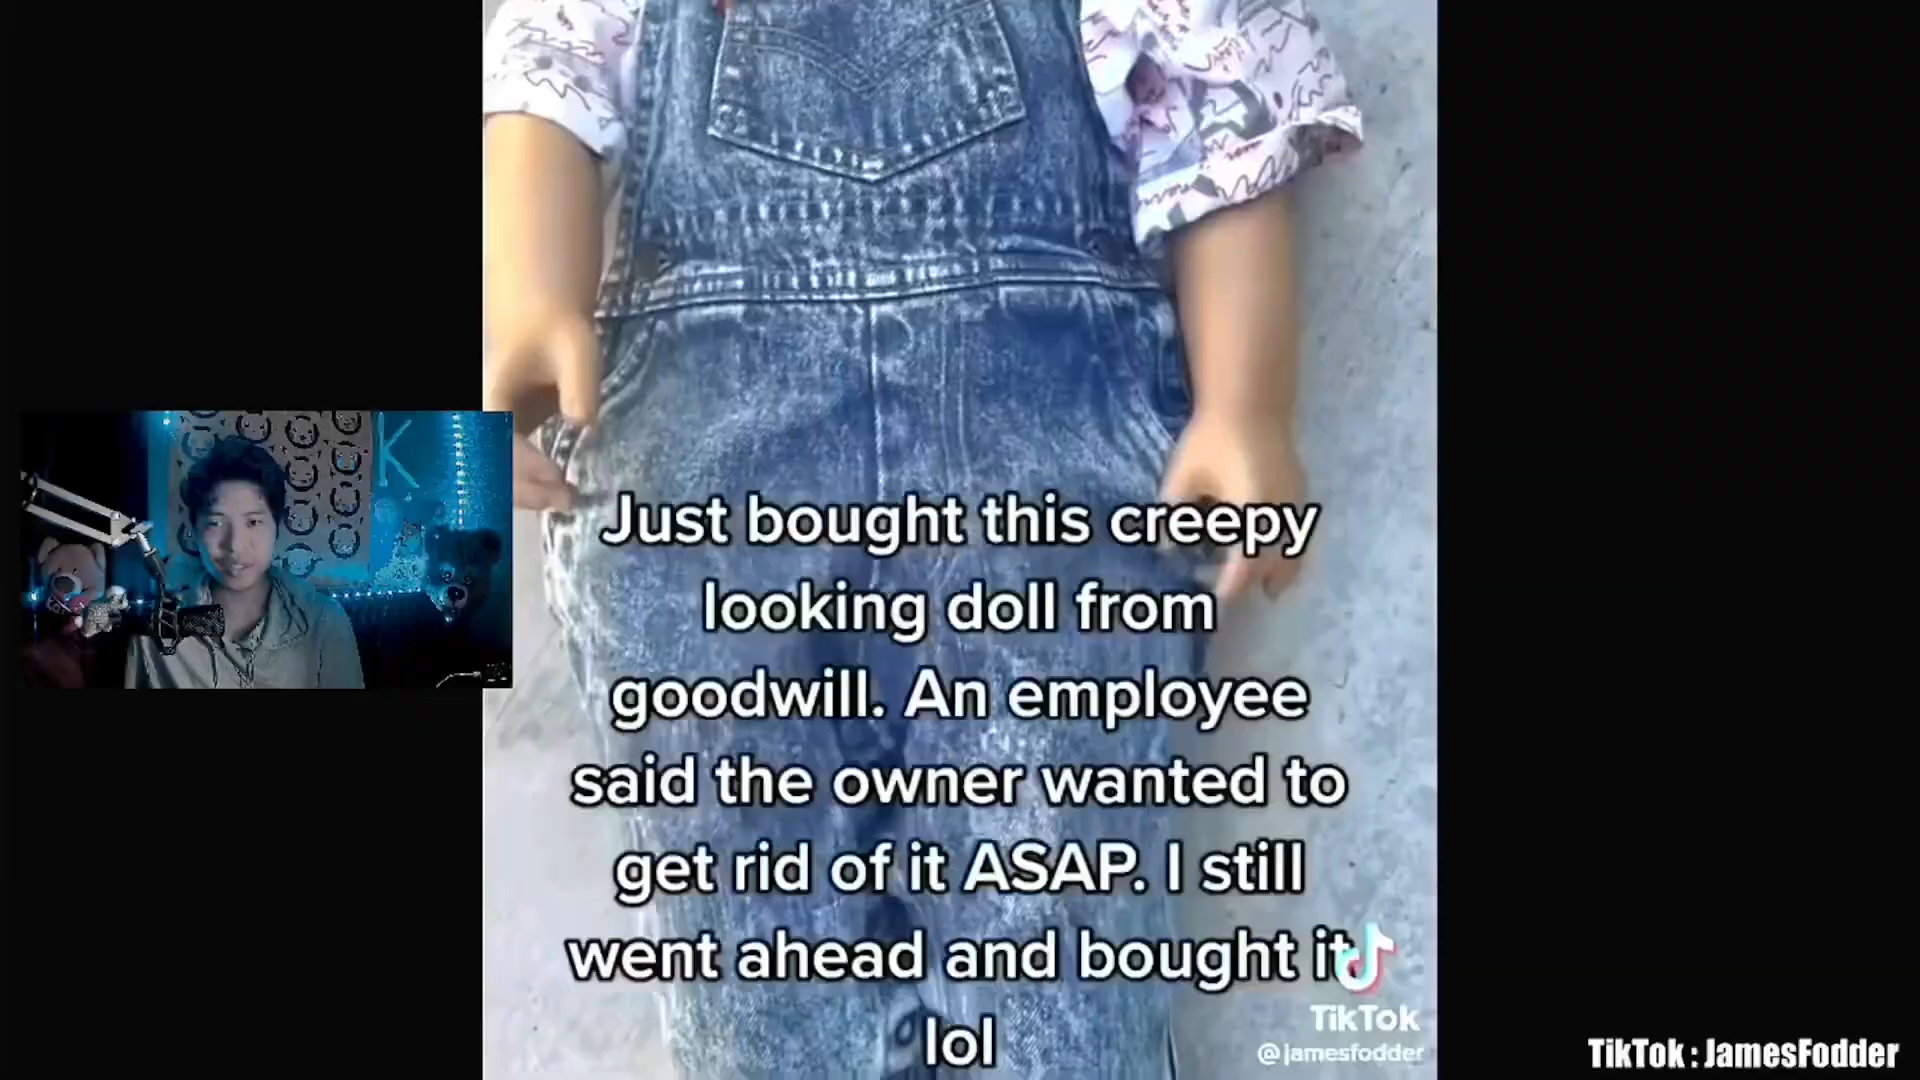 K
Just bought this creepy
looking doll from
goodwill. An employee
said the owner wanted to
get rid of it ASAP. I still
went ahead and bought it
lol
TikTok
@jamesfodder
TikTok : JamesFodder